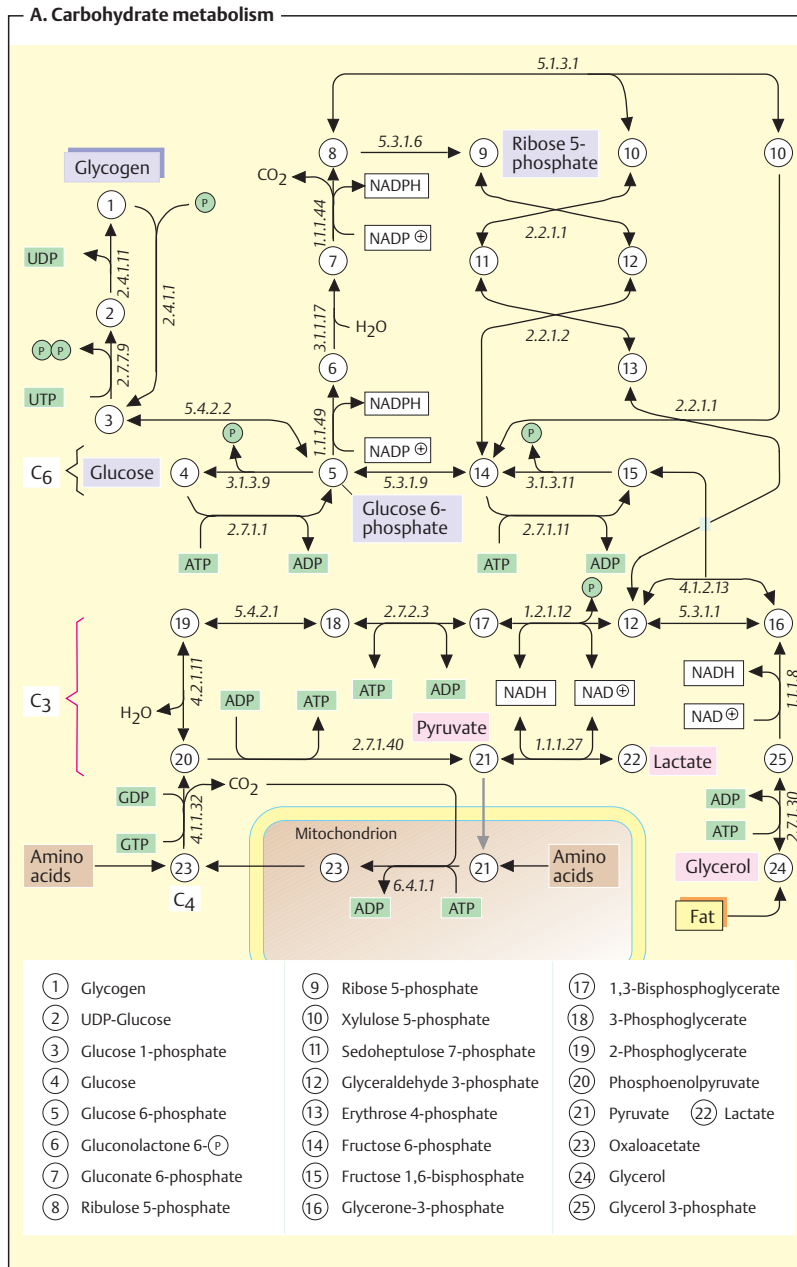 A. Carbohydrate metabolism
5.1.3.1
8
5.3.1.6
9
Ribose 5-
phosphate
10
10
Glycogen
CO2
NADPH
1
P
1.1.1.44
NADP ⊕
2.2.1.1
UDP
2.4.1.11
2.4.1.1
7
11
12
2
3.1.1.17
H2O
2.2.1.2
P P
2.7.7.9
6
13
UTP
NADPH
3
5.4.2.2
1.1.1.49
2.2.1.1
P
NADP ⊕
P
C6
Glucose
4
3.1.3.9
5
5.3.1.9
14
3.1.3.11
15
Glucose 6-
phosphate
2.7.1.1
2.7.1.11
ATP
ADP
ATP
ADP
P
4.1.2.13
19
5.4.2.1
18
2.7.2.3
17
1.2.1.12
12
5.3.1.1
16
4.2.1.11
ATP
ADP
NADH
NAD ⊕
NADH
1.1.1.8
C3
ADP
ATP
H2O
NAD ⊕
Pyruvate
2.7.1.40
1.1.1.27
20
21
22
Lactate
25
CO2
GDP
4.1.1.32
ADP
2.7.1.30
GTP
Mitochondrion
ATP
Amino
acids
23
23
21
Amino
acids
Glycerol
24
6.4.1.1
C4
ADP
ATP
Fat
1 Glycogen
2 UDP-Glucose
3 Glucose 1-phosphate
4 Glucose
5 Glucose 6-phosphate
6 Gluconolactone 6-P
7 Gluconate 6-phosphate
8 Ribulose 5-phosphate
9 Ribose 5-phosphate
10 Xylulose 5-phosphate
11 Sedoheptulose 7-phosphate
12 Glyceraldehyde 3-phosphate
13 Erythrose 4-phosphate
14 Fructose 6-phosphate
15 Fructose 1,6-bisphosphate
16 Glycerone-3-phosphate
17 1,3-Bisphosphoglycerate
18 3-Phosphoglycerate
19 2-Phosphoglycerate
20 Phosphoenolpyruvate
21 Pyruvate 22 Lactate
23 Oxaloacetate
24 Glycerol
25 Glycerol 3-phosphate